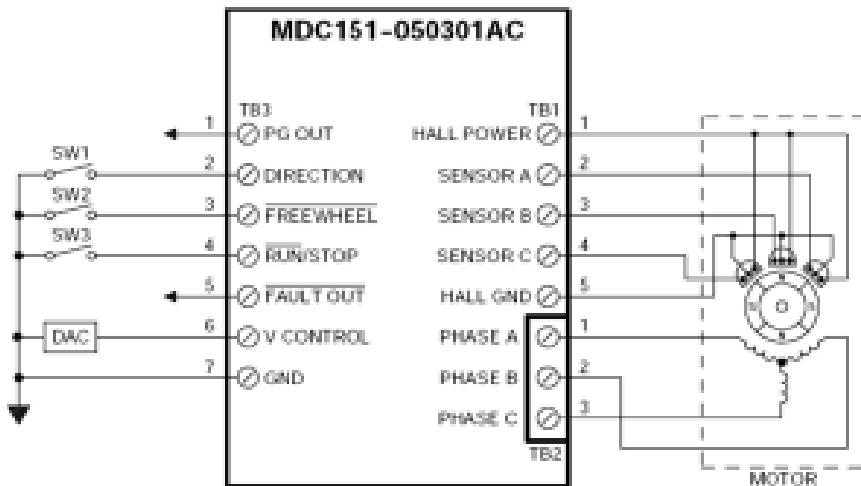 MDC151-050301AC
TB3
TB1
1 PG OUT
HALL POWER 1
SW1
2 DIRECTION
SENSOR A 2
SW2
3 FREEWHEEL
SENSOR B 3
SW3
4 RUN/STOP
SENSOR C 4
5 FAULT OUT
HALL GND 5
DAC
6 V CONTROL
PHASE A 1
7 GND
PHASE B 2
PHASE C 3
TB2
MOTOR